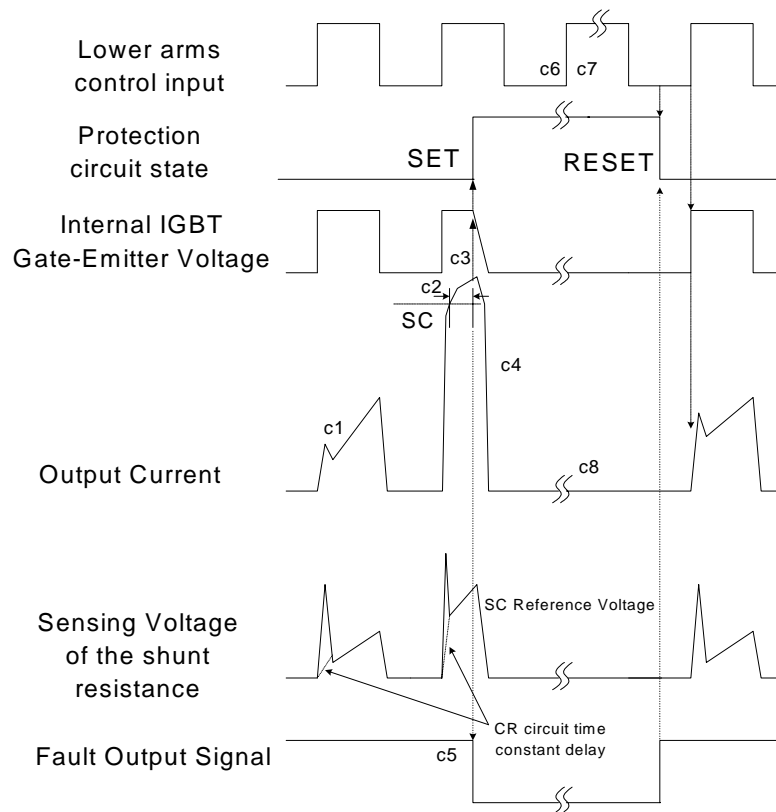 Lower arms
control input
c6
c7
Protection
circuit state
SET
RESET
Internal IGBT
Gate-Emitter Voltage
c3
c2
SC
c4
c1
Output Current
c8
SC Reference Voltage
Sensing Voltage
of the shunt
resistance
CR circuit time
constant delay
Fault Output Signal
c5